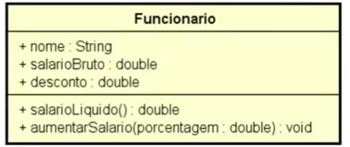 Funcionario
+ nome : String
+ salarioBruto : double
+ desconto : double
+ salarioLiquido() : double
+ aumentarSalario(porcentagem : double) : void